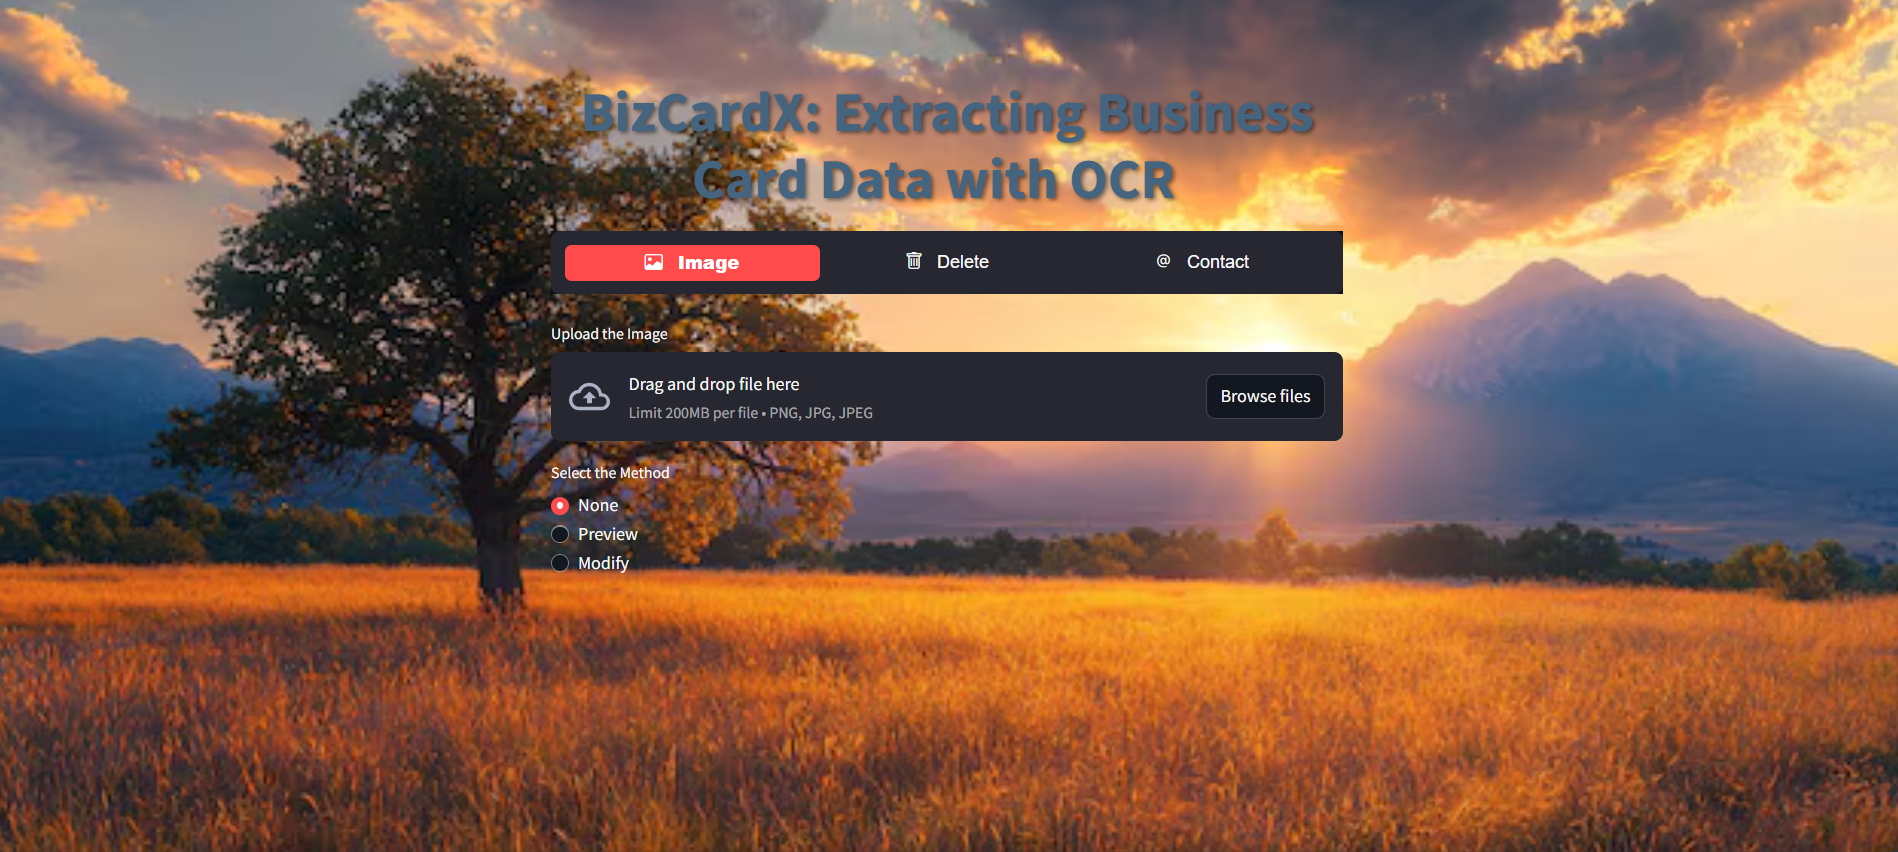 BizCardX: Extracting Business
Card Data with OCR
Image
Delete
@ Contact
Upload the Image
Drag and drop file here
Limit 200MB per file • PNG, JPG, JPEG
Browse files
Select the Method
None
Preview
Modify